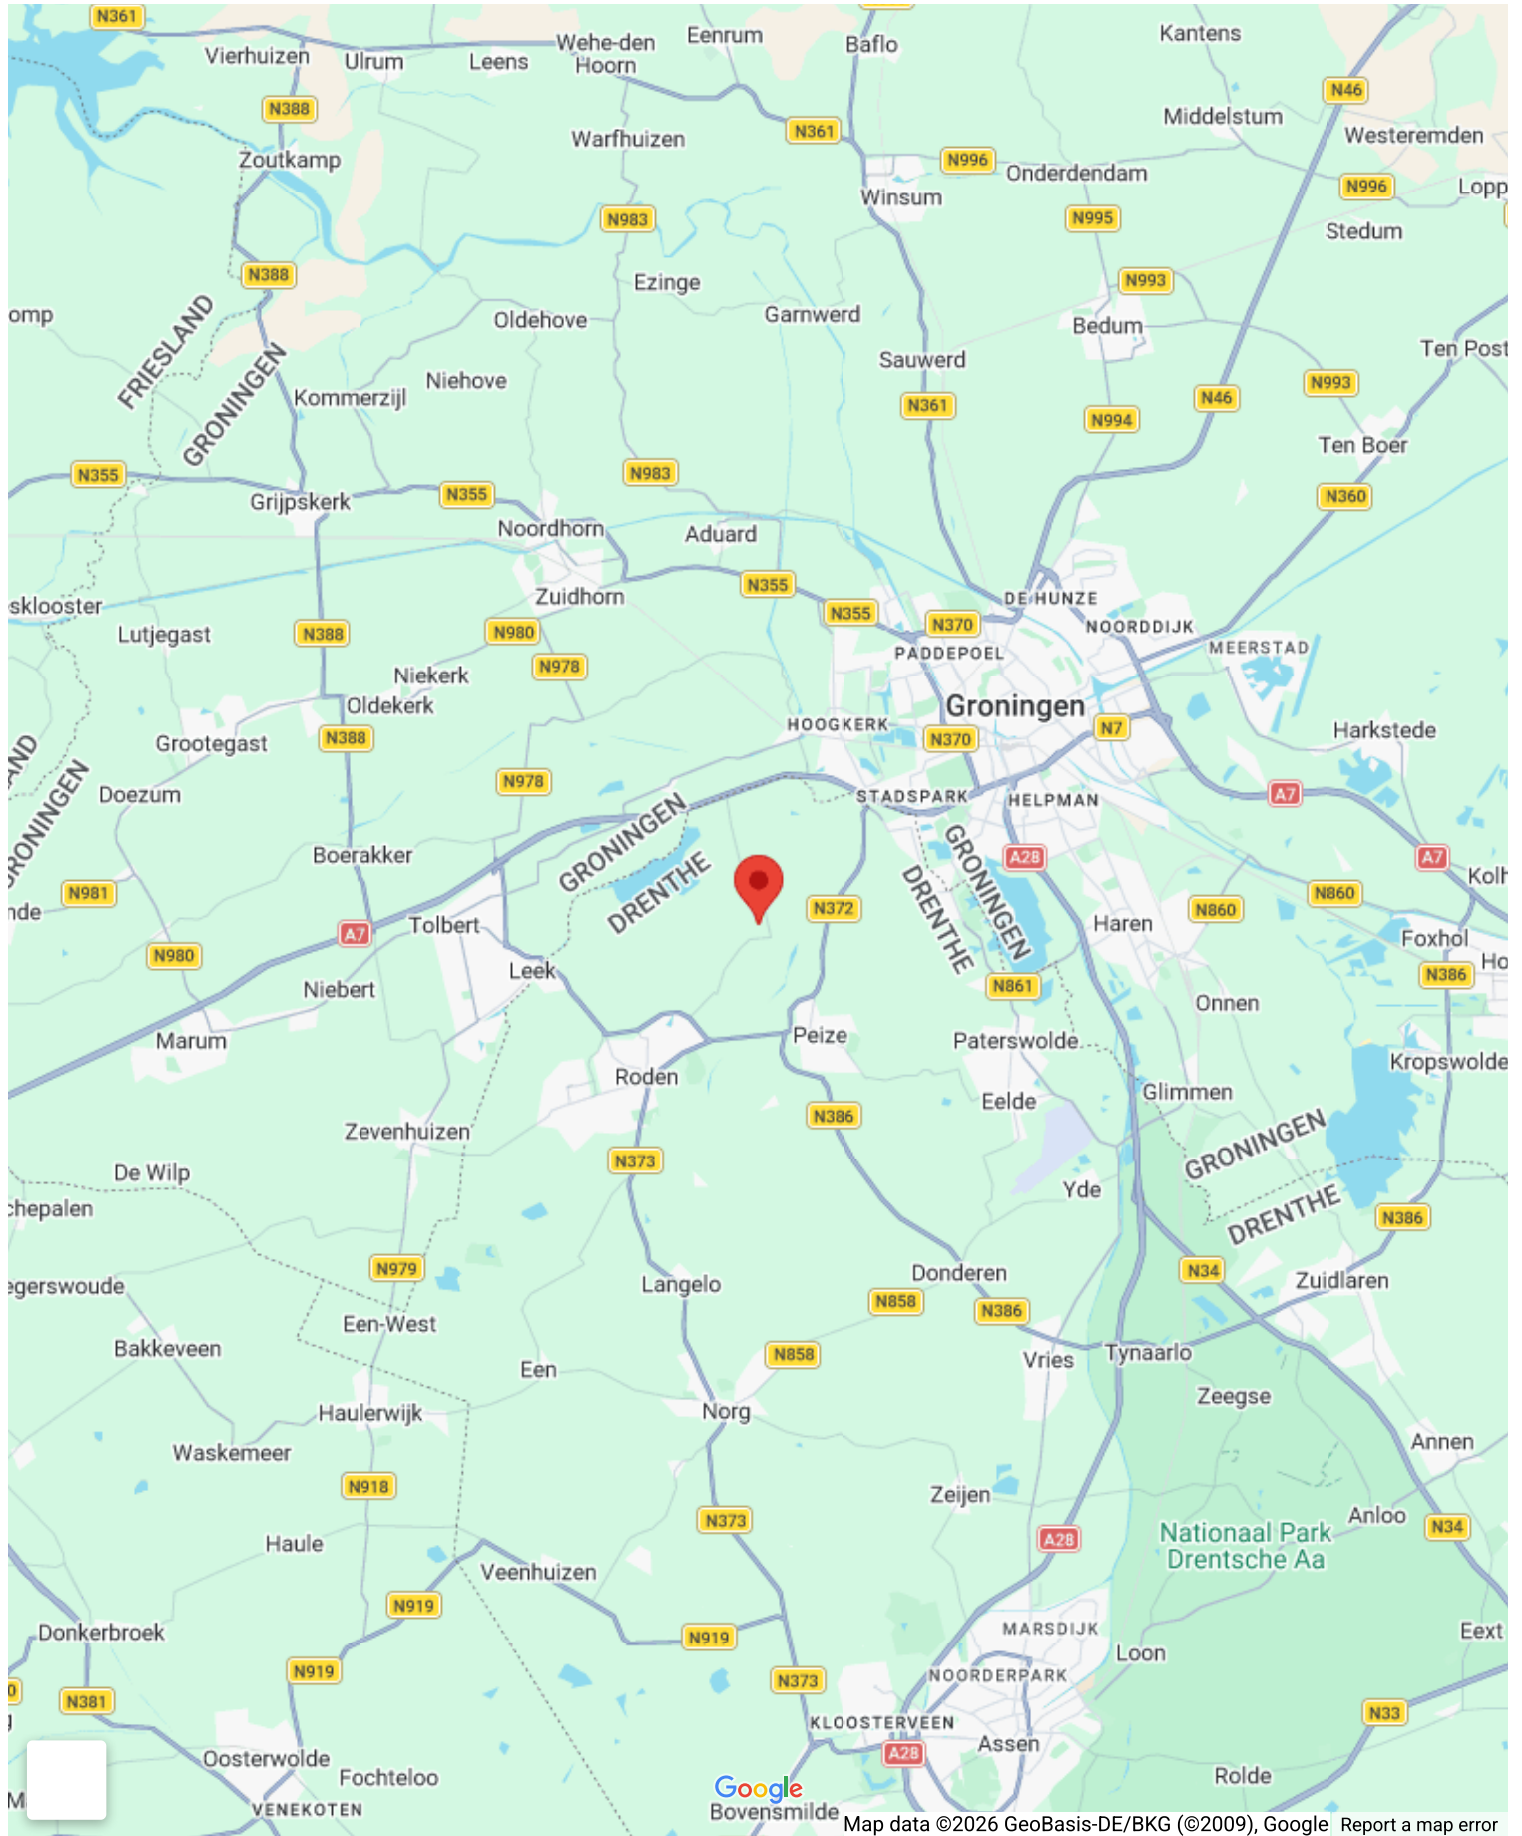 N361
Vierhuizen
Ulrum
Leens
Wehe-den
Hoorn
Eenrum
Baflo
Kantens
N46
N388
N361
Middelstum
Westeremden
Warfhuizen
Zoutkamp
N996
Onderdendam
N996
Lopp
Winsum
N983
N995
Stedum
N388
Ezinge
N993
omp
Oldehove
Garnwerd
Bedum
Ten Post
FRIESLAND
GRONINGEN
Sauwerd
Niehove
Kommerzijl
N361
N994
N46
N993
Ten Boer
N355
N983
N355
Grijpskerk
N360
Noordhorn
Aduard
N355
Zuidhorn
DE HUNZE
sklooster
N355
N370
NOORDDIJK
Lutjegast
N388
N980
PADDEPOEL
MEERSTAD
N978
Niekerk
Oldekerk
Groningen
HOOGKERK
N7
Harkstede
Grootegast
N388
N370
AND
GRONINGEN
N978
Doezum
STADSPARK
HELPMAN
A7
GRONINGEN
DRENTHE
Boerakker
GRONINGEN
DRENTHE
A28
A7
Kolh
N981
nde
N372
N860
N860
Tolbert
Haren
A7
Foxhol
N980
Leek
Ho
N386
Niebert
N861
Onnen
Marum
Peize
Paterswolde
Kropswolde
Roden
Glimmen
Eelde
N386
Zevenhuizen
GRONINGEN
DRENTHE
N373
De Wilp
Yde
chepalen
N386
N979
Donderen
N34
egerswoude
Langelo
Zuidlaren
N858
N386
Een-West
Bakkeveen
N858
Tynaarlo
Een
Vries
Zeegse
Haulerwijk
Norg
Annen
Waskemeer
N918
Zeijen
N373
Anloo
N34
Nationaal Park
Drentsche Aa
Haule
A28
Veenhuizen
N919
Donkerbroek
N919
MARSDIJK
Eext
Loon
N919
NOORDERPARK
N373
N381
N33
KLOOSTERVEEN
Assen
A28
Oosterwolde
Fochteloo
Rolde
Google
VENEKOTEN
Bovensmilde
Map data ©2026 GeoBasis-DE/BKG (©2009), Google
Report a map error